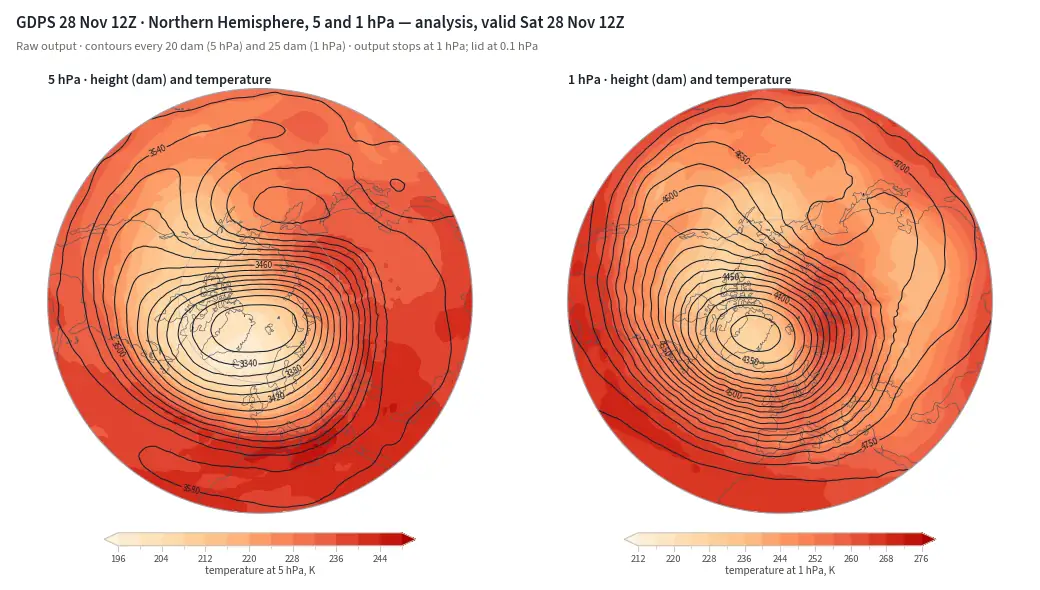 GDPS 28 Nov 12Z · Northern Hemisphere, 5 and 1 hPa — analysis, valid Sat 28 Nov 12Z
Raw output · contours every 20 dam (5 hPa) and 25 dam (1 hPa) · output stops at 1 hPa; lid at 0.1 hPa
5 hPa · height (dam) and temperature
1 hPa · height (dam) and temperature
3540
3460
3500
3340
3380
3420
3580
4650
4700
4600
4450
4400
4350
4500
4750
196 204 212 220 228 236 244
temperature at 5 hPa, K
212 220 228 236 244 252 260 268 276
temperature at 1 hPa, K